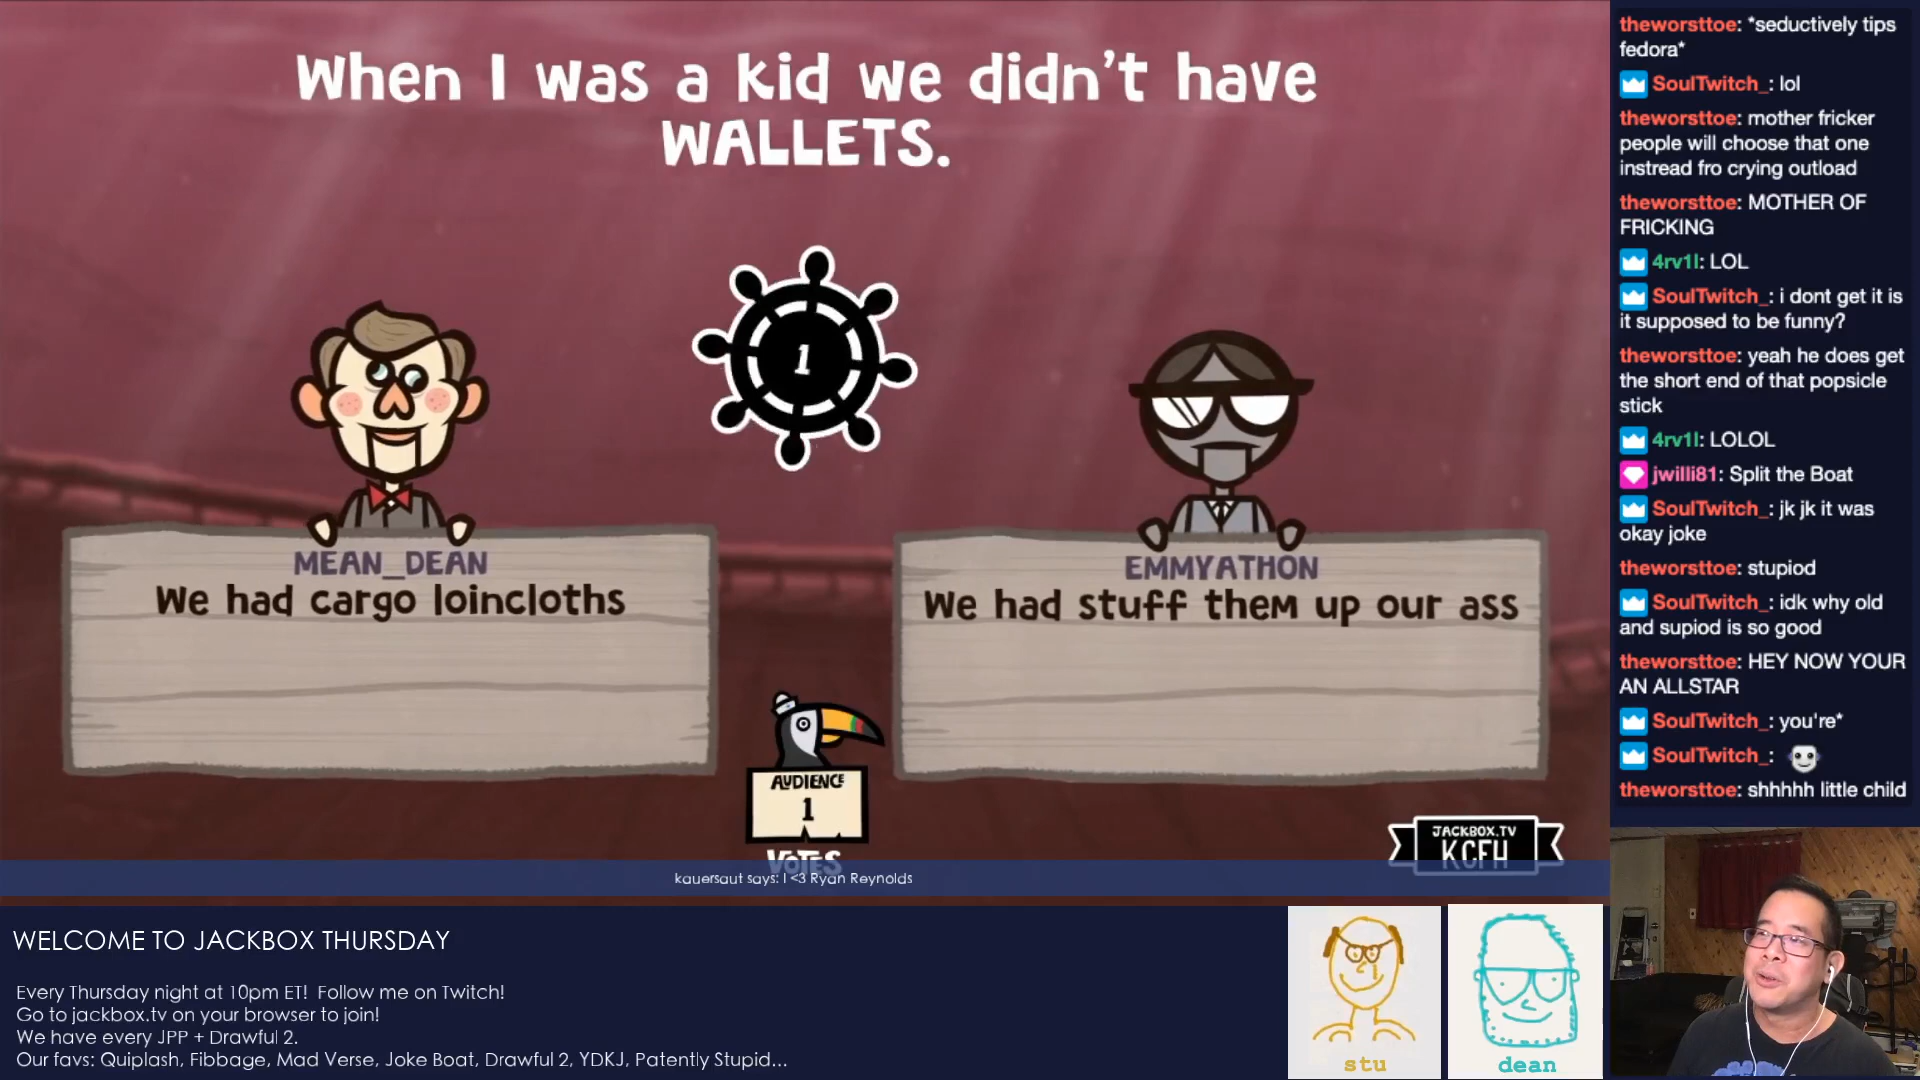 When I was a kid we didn't have
WALLETS.
1
MEAN_DEAN
We had cargo loincloths
EMMYATHON
We had stuff them up our ass
AUDIENCE
1
VOTES
JACKBOX.TV
KCFH
kauersaut says: I <3 Ryan Reynolds
WELCOME TO JACKBOX THURSDAY
Every Thursday night at 10pm ET! Follow me on Twitch!
Go to jackbox.tv on your browser to join!
We have every JPP + Drawful 2.
Our favs: Quiplash, Fibbage, Mad Verse, Joke Boat, Drawful 2, YDKJ, Patently Stupid...
stu
dean
theworsttoe: *seductively tips
fedora*
SoulTwitch_: lol
theworsttoe: mother fricker
people will choose that one
instread fro crying outload
theworsttoe: MOTHER OF
FRICKING
4rv1l: LOL
SoulTwitch_: i dont get it is
it supposed to be funny?
theworsttoe: yeah he does get
the short end of that popsicle
stick
4rv1l: LOLOL
jwilli81: Split the Boat
SoulTwitch_: jk jk it was
okay joke
theworsttoe: stupiod
SoulTwitch_: idk why old
and supiod is so good
theworsttoe: HEY NOW YOUR
AN ALLSTAR
SoulTwitch_: you're*
SoulTwitch_:
theworsttoe: shhhhh little child